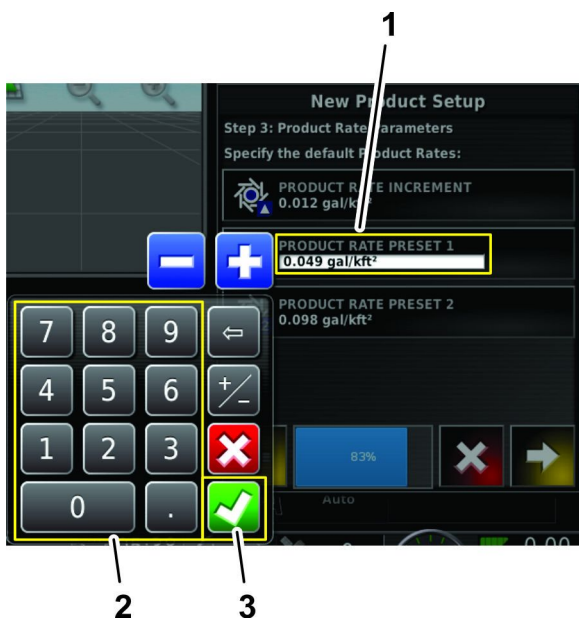 1
New Product Setup
Step 3: Product Rate Parameters
Specify the default Product Rates:
PRODUCT RATE INCREMENT
0.012 gal/kft²
PRODUCT RATE PRESET 1
0.049 gal/kft²
PRODUCT RATE PRESET 2
0.098 gal/kft²
7 8 9
4 5 6 +/-
1 2 3
83%
0 .
Auto
0.00
2 3